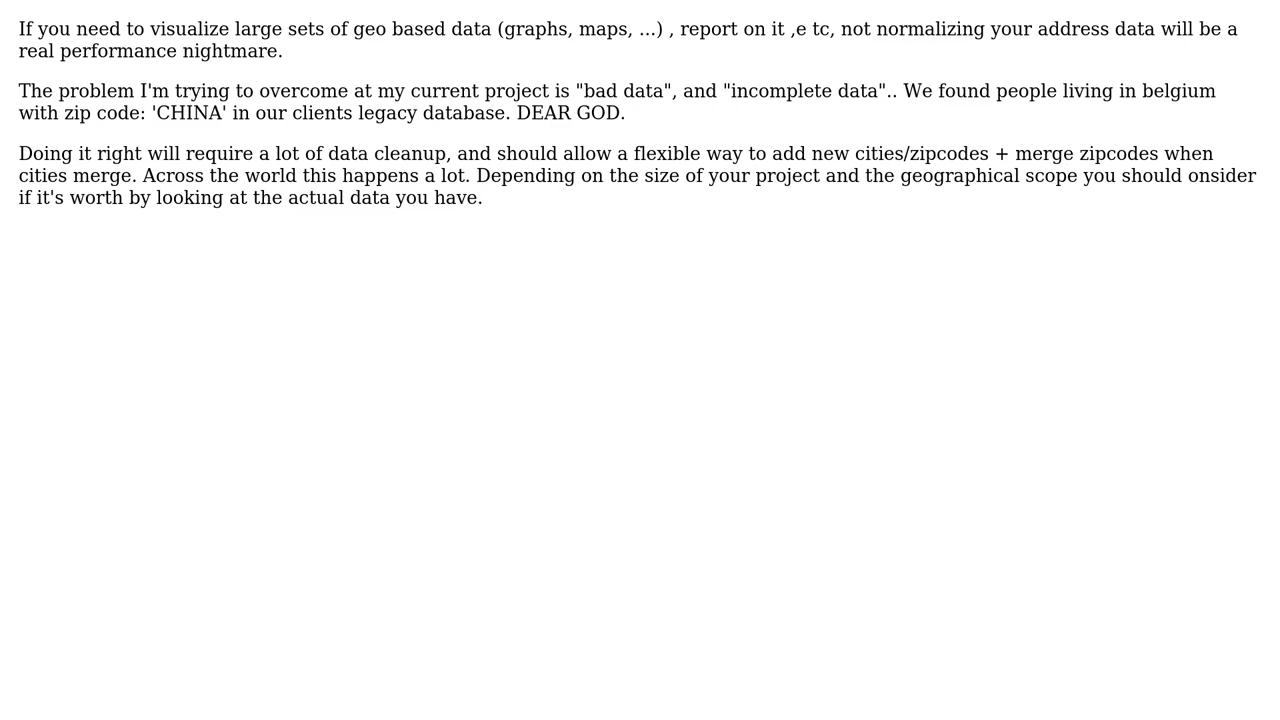 If you need to visualize large sets of geo based data (graphs, maps, ...) , report on it ,e tc, not normalizing your address data will be a
real performance nightmare.
The problem I'm trying to overcome at my current project is "bad data", and "incomplete data".. We found people living in belgium
with zip code: 'CHINA' in our clients legacy database. DEAR GOD.
Doing it right will require a lot of data cleanup, and should allow a flexible way to add new cities/zipcodes + merge zipcodes when
cities merge. Across the world this happens a lot. Depending on the size of your project and the geographical scope you should onsider
if it's worth by looking at the actual data you have.